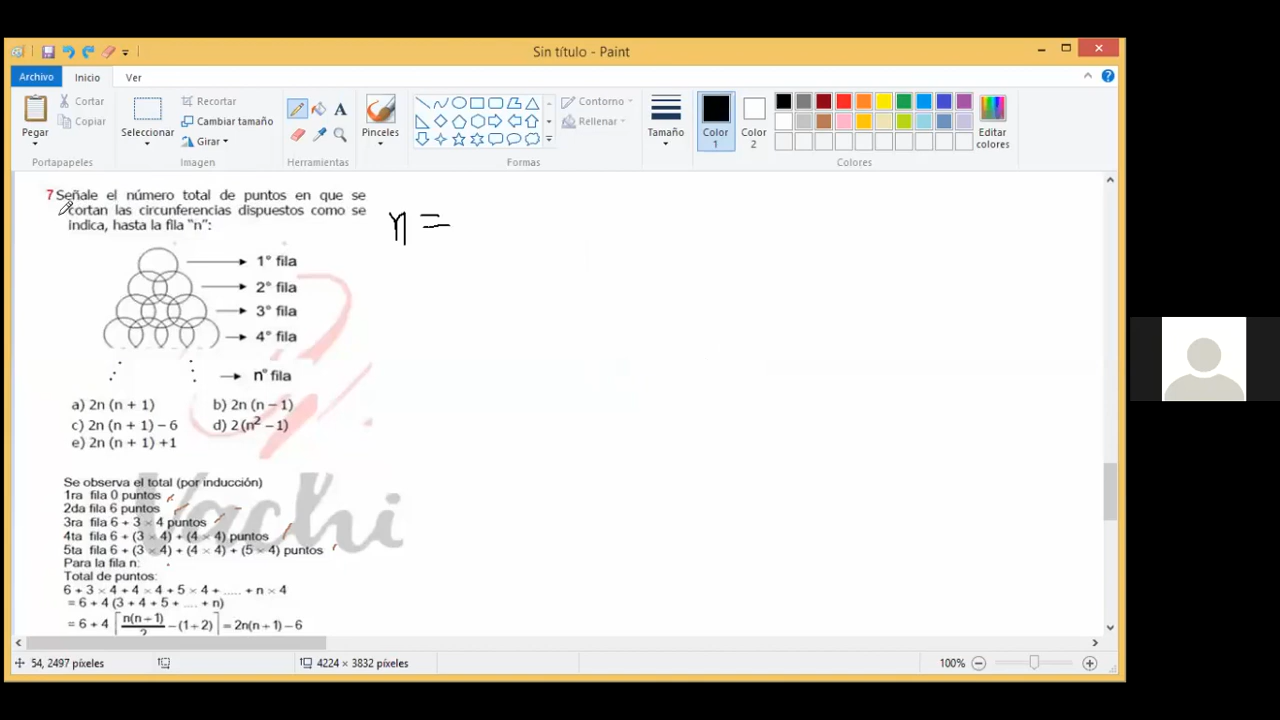 Sin título - Paint
Archivo Inicio Ver
Pegar
Cortar
Copiar
Portapapeles
Seleccionar
Recortar
Cambiar tamaño
Girar
Imagen
Herramientas
Pinceles
Contorno
Rellenar
Formas
Tamaño
Color 1
Color 2
Editar colores
Colores
7 Señale el número total de puntos en que se
cortan las circunferencias dispuestos como se
indica, hasta la fila "n":
n =
1° fila
2° fila
3° fila
4° fila
n° fila
a) 2n (n + 1) b) 2n (n – 1)
c) 2n (n + 1) – 6 d) 2 (n² – 1)
e) 2n (n + 1) +1
Vachi
Se observa el total (por inducción)
1ra fila 0 puntos
2da fila 6 puntos
3ra fila 6 + 3 × 4 puntos
4ta fila 6 + (3 × 4) + (4 × 4) puntos
5ta fila 6 + (3 × 4) + (4 × 4) + (5 × 4) puntos
Para la fila n:
Total de puntos:
6 + 3 × 4 + 4 × 4 + 5 × 4 + ..... + n × 4
= 6 + 4 (3 + 4 + 5 + .... + n)
= 6 + 4 [n(n+1)/2 – (1+2)] = 2n(n+1) – 6
54, 2497 píxeles
4224 × 3832 píxeles
100%